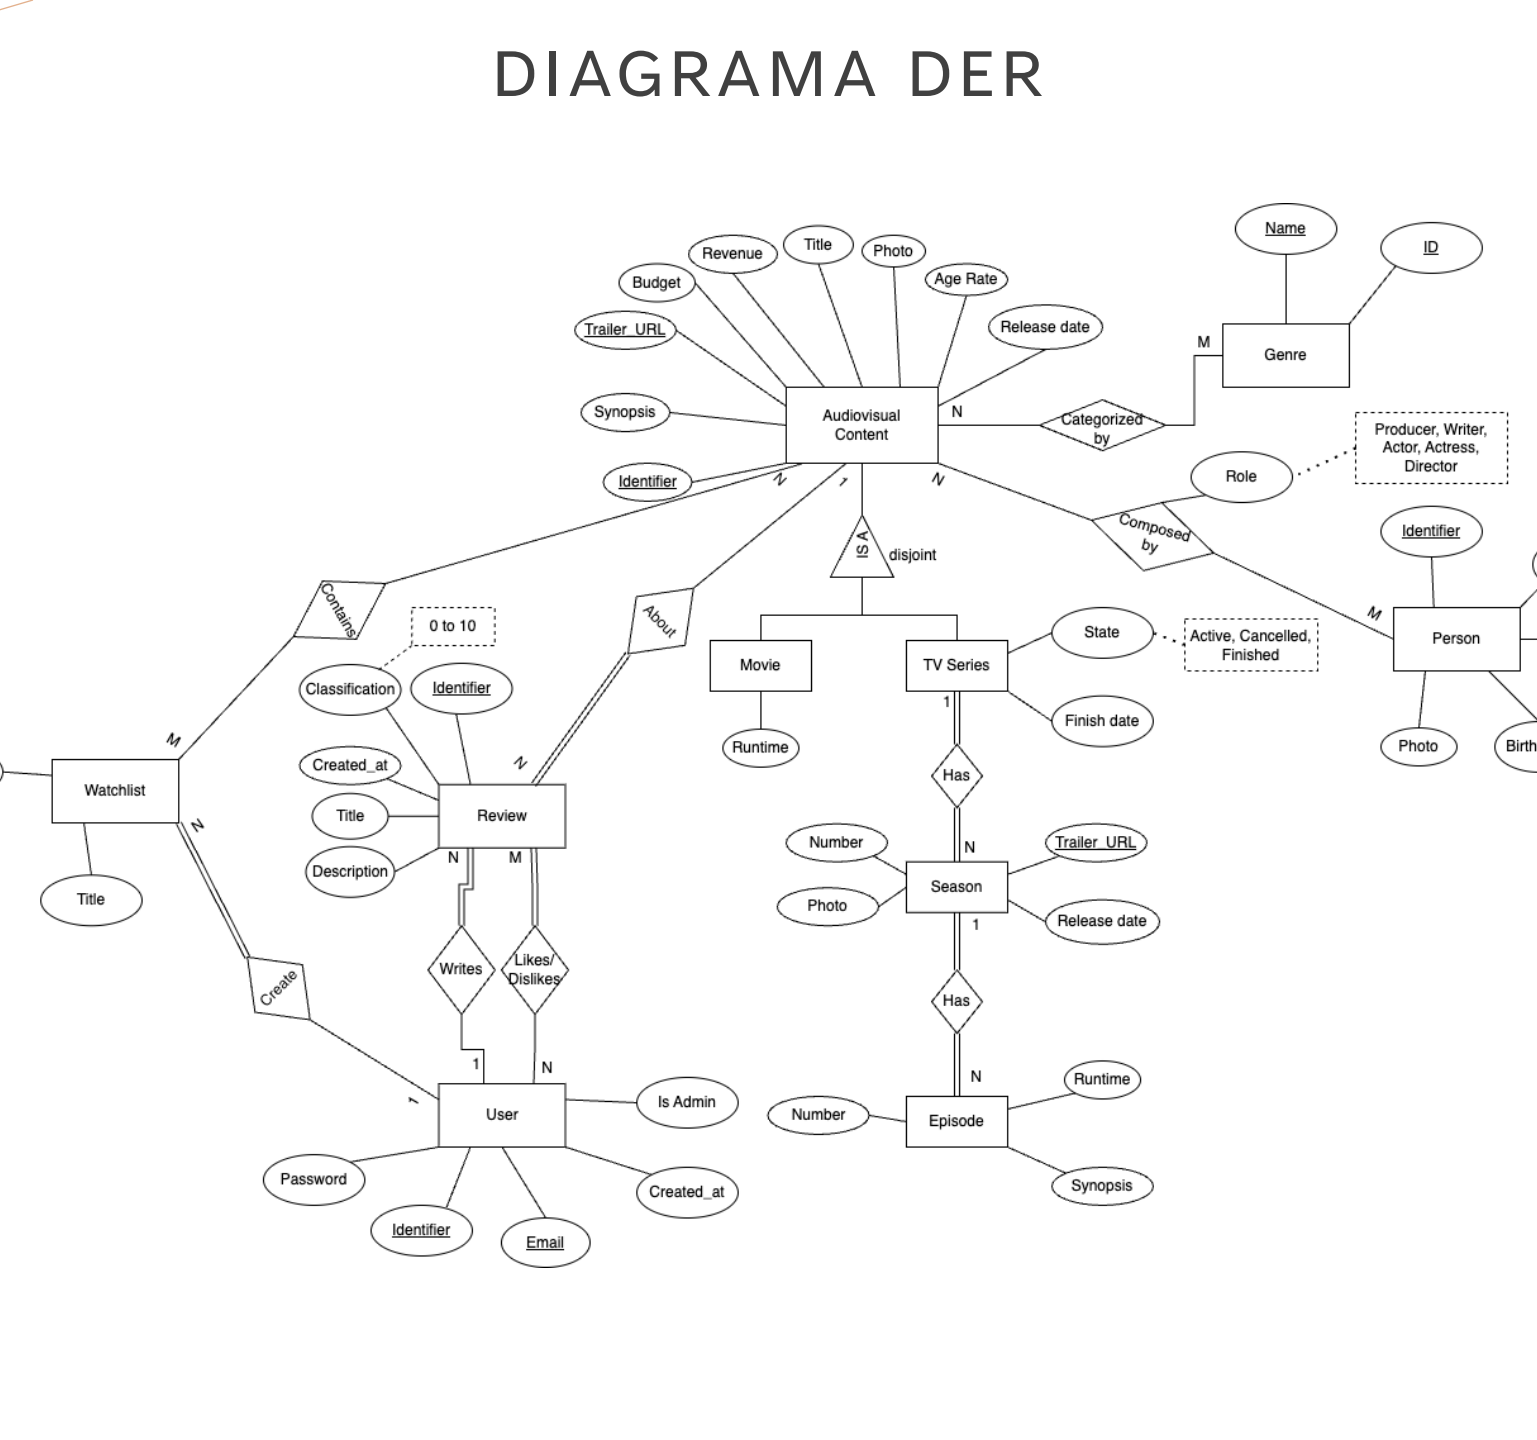 DIAGRAMA DER
Name
ID
Revenue
Title
Photo
Budget
Age Rate
Trailer_URL
Release date
M
Genre
Synopsis
Audiovisual
Content
N
Categorized
by
Producer, Writer,
Actor, Actress,
Director
Identifier
N
1
N
Role
Composed
by
Identifier
IS A
disjoint
Contains
About
0 to 10
M
Person
State
Active, Cancelled,
Finished
Movie
TV Series
Classification
Identifier
1
Finish date
M
N
Runtime
Photo
Birth
Created_at
Has
Watchlist
Title
Review
N
Number
Trailer_URL
N
N
M
Description
Season
Title
Photo
Release date
1
Writes
Likes/
Dislikes
Create
Has
1
N
N
Runtime
1
Is Admin
User
Number
Episode
Password
Created_at
Synopsis
Identifier
Email